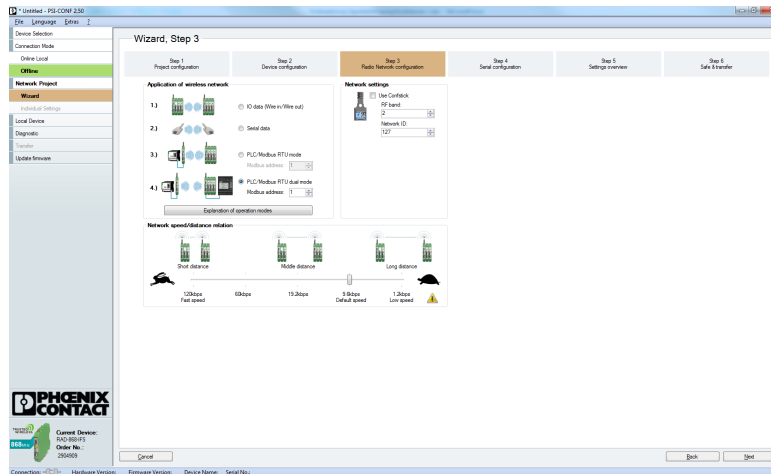 * Untitled - PSI-CONF 2.50
File Language Extras ?
Device Selection
Connection Mode
Online Local
Offline
Network Project
Wizard
Individual Settings
Local Device
Diagnostic
Transfer
Update firmware
Wizard, Step 3
Step 1
Project configuration
Step 2
Device configuration
Step 3
Radio Network configuration
Step 4
Serial configuration
Step 5
Settings overview
Step 6
Safe & transfer
Application of wireless network
1.) IO data (Wire in/Wire out)
2.) Serial data
3.) PLC/Modbus RTU mode
Modbus address: 1
4.) PLC/Modbus RTU dual mode
Modbus address: 1
Explanation of operation modes
Network settings
Use Confstick
RF band:
2
Network ID:
127
Network speed/distance relation
Short distance Middle distance Long distance
120kbps 60kbps 19.2kbps 9.6kbps 1.2kbps
Fast speed Default speed Low speed
PHŒNIX
CONTACT
TRUSTED
WIRELESS
868MHz
Current Device:
RAD-868-IFS
Order No.:
2904909
Cancel Back Next
Connection: Hardware Version: Firmware Version: Device Name: Serial No.: